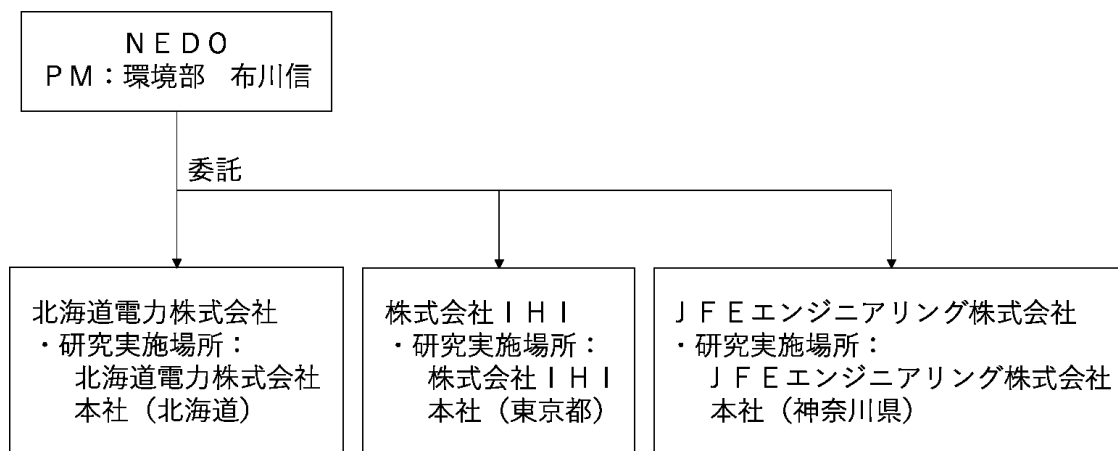 ＮＥＤＯ
ＰＭ：環境部　布川信
委託
北海道電力株式会社
・研究実施場所：
北海道電力株式会社
本社（北海道）
株式会社ＩＨＩ
・研究実施場所：
株式会社ＩＨＩ
本社（東京都）
ＪＦＥエンジニアリング株式会社
・研究実施場所：
ＪＦＥエンジニアリング株式会社
本社（神奈川県）